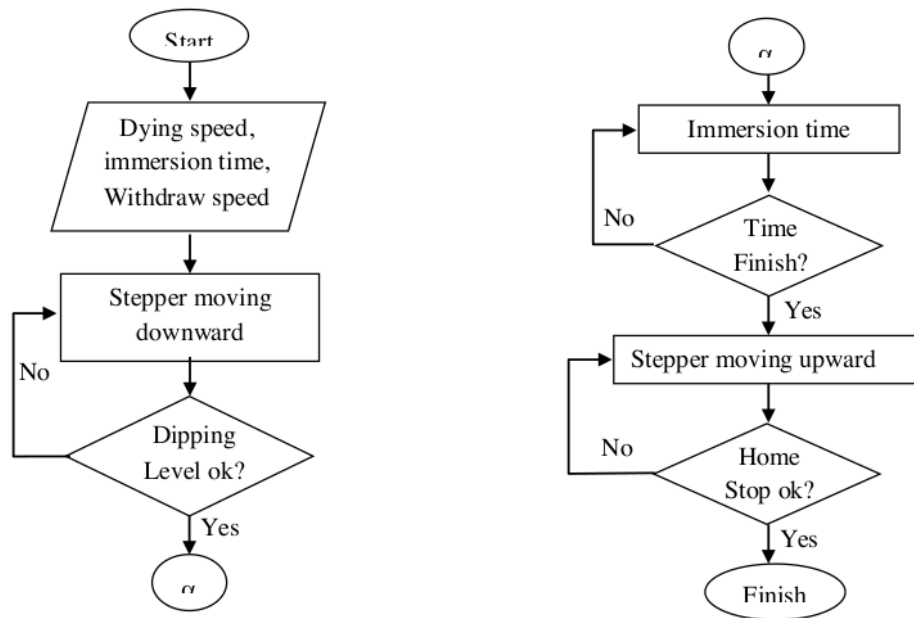 Start
Dying speed,
immersion time,
Withdraw speed
Stepper moving
downward
No
Dipping
Level ok?
Yes
α
α
Immersion time
No
Time
Finish?
Yes
Stepper moving upward
No
Home
Stop ok?
Yes
Finish